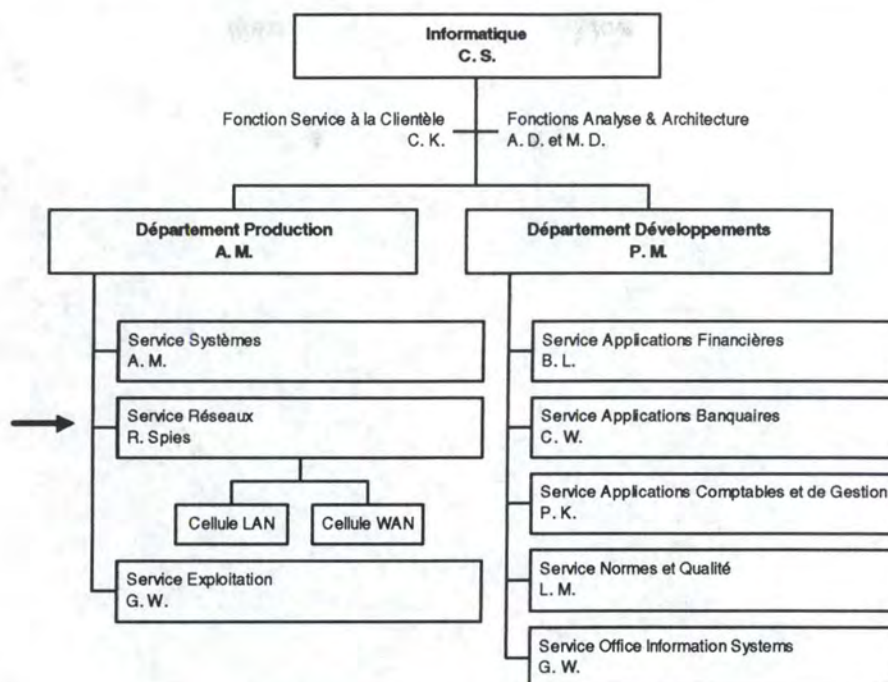 Informatique
C. S.
Fonction Service à la Clientèle
C. K.
Fonctions Analyse & Architecture
A. D. et M. D.
Département Production
A. M.
Département Développements
P. M.
Service Systèmes
A. M.
Service Réseaux
R. Spies
Cellule LAN
Cellule WAN
Service Exploitation
G. W.
Service Applications Financières
B. L.
Service Applications Banquaires
C. W.
Service Applications Comptables et de Gestion
P. K.
Service Normes et Qualité
L. M.
Service Office Information Systems
G. W.